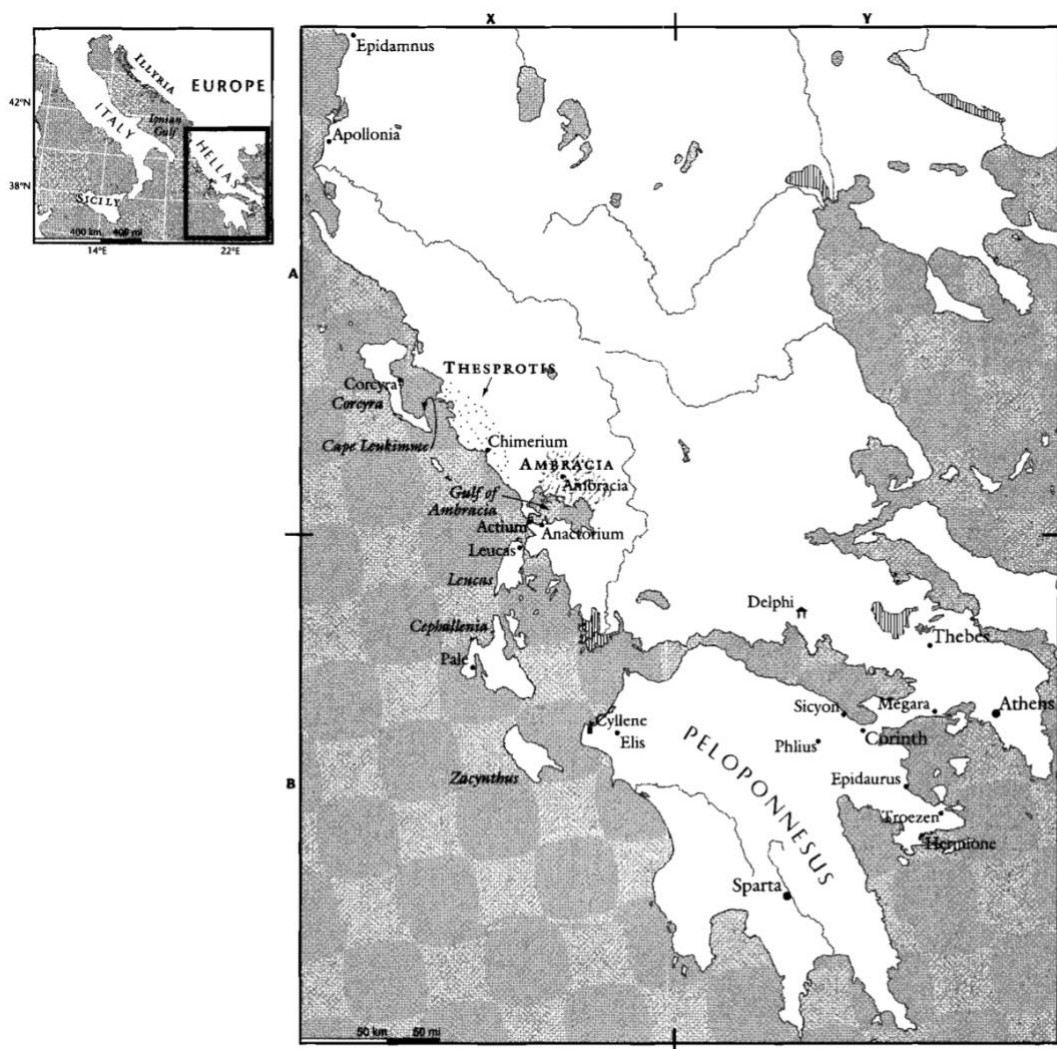 X
Y
ILLYRIA
EUROPE
42°N
ITALY
Ionian
Gulf
HELLAS
38°N
SICILY
400 km 400 mi
14°E
22°E
Epidamnus
Apollonia
A
THESPROTIS
Corcyra
Corcyra
Cape Leukimme
Chimerium
AMBRACIA
Ambracia
Gulf of
Ambracia
Actium
Anactorium
Leucas
Leucas
Delphi
Cephallenia
Thebes
Pale
Sicyon
Megara
Athens
Cyllene
Elis
Corinth
Phlius
PELOPONNESUS
Zacynthus
B
Epidaurus
Troezen
Hermione
Sparta
50 km 50 mi